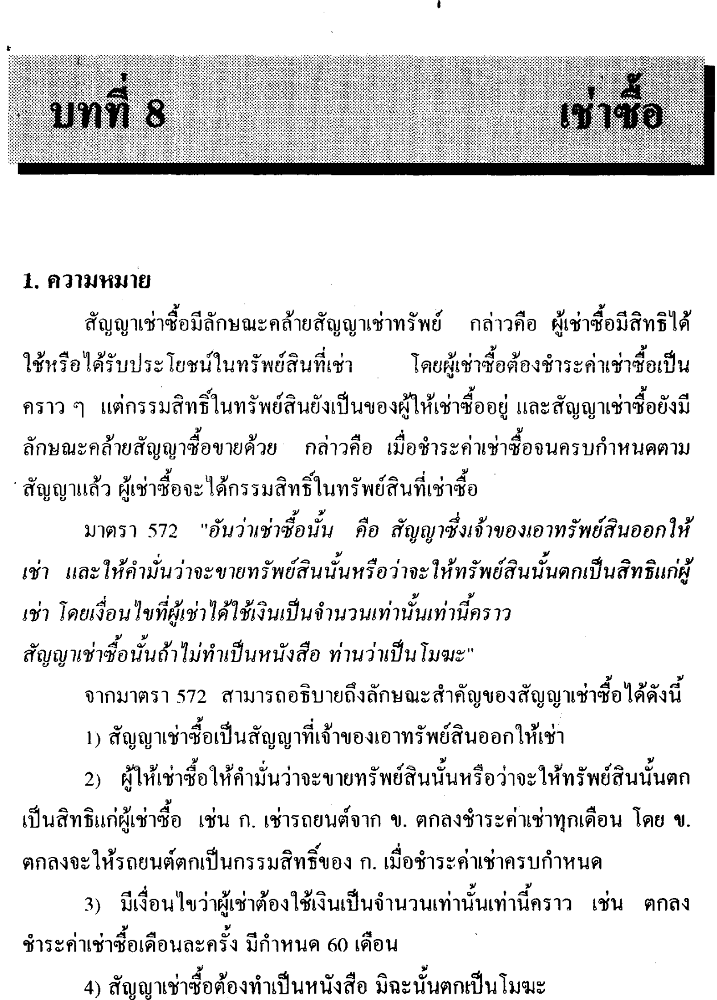 บทที่ 8 เช่าซื้อ
1. ความหมาย
สัญญาเช่าซื้อมีลักษณะคล้ายสัญญาเช่าทรัพย์ กล่าวคือ ผู้เช่าซื้อมีสิทธิได้
ใช้หรือได้รับประโยชน์ในทรัพย์สินที่เช่า โดยผู้เช่าซื้อต้องชำระค่าเช่าซื้อเป็น
คราว ๆ แต่กรรมสิทธิ์ในทรัพย์สินยังเป็นของผู้ให้เช่าซื้ออยู่ และสัญญาเช่าซื้อยังมี
ลักษณะคล้ายสัญญาซื้อขายด้วย กล่าวคือ เมื่อชำระค่าเช่าซื้อจนครบกำหนดตาม
สัญญาแล้ว ผู้เช่าซื้อจะได้กรรมสิทธิ์ในทรัพย์สินที่เช่าซื้อ
มาตรา 572 "อันว่าเช่าซื้อนั้น คือ สัญญาซึ่งเจ้าของเอาทรัพย์สินออกให้
เช่า และให้คำมั่นว่าจะขายทรัพย์สินนั้นหรือว่าจะให้ทรัพย์สินนั้นตกเป็นสิทธิแก่ผู้
เช่า โดยเงื่อนไขที่ผู้เช่าได้ใช้เงินเป็นจำนวนเท่านั้นเท่านี้คราว
สัญญาเช่าซื้อนั้นถ้าไม่ทำเป็นหนังสือ ท่านว่าเป็นโมฆะ"
จากมาตรา 572 สามารถอธิบายถึงลักษณะสำคัญของสัญญาเช่าซื้อได้ดังนี้
1) สัญญาเช่าซื้อเป็นสัญญาที่เจ้าของเอาทรัพย์สินออกให้เช่า
2) ผู้ให้เช่าซื้อให้คำมั่นว่าจะขายทรัพย์สินนั้นหรือว่าจะให้ทรัพย์สินนั้นตก
เป็นสิทธิแก่ผู้เช่าซื้อ เช่น ก. เช่ารถยนต์จาก ข. ตกลงชำระค่าเช่าทุกเดือน โดย ข.
ตกลงจะให้รถยนต์ตกเป็นกรรมสิทธิ์ของ ก. เมื่อชำระค่าเช่าครบกำหนด
3) มีเงื่อนไขว่าผู้เช่าต้องใช้เงินเป็นจำนวนเท่านั้นเท่านี้คราว เช่น ตกลง
ชำระค่าเช่าซื้อเดือนละครั้ง มีกำหนด 60 เดือน
4) สัญญาเช่าซื้อต้องทำเป็นหนังสือ มิฉะนั้นตกเป็นโมฆะ